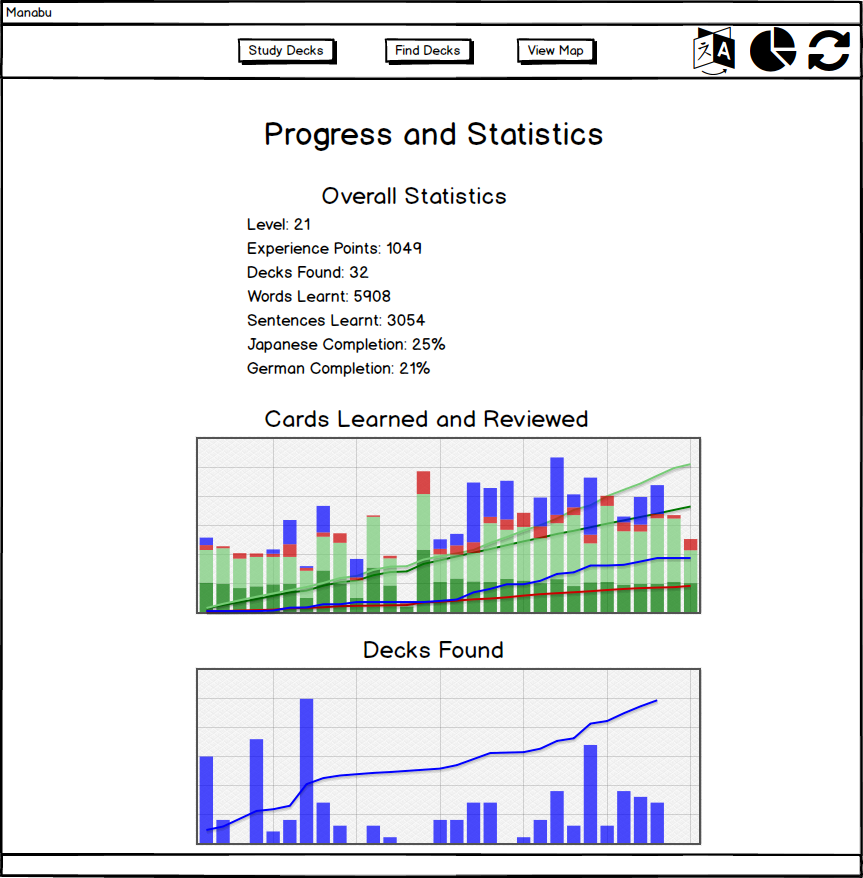 Manabu
Study Decks
Find Decks
View Map
A
Progress and Statistics
Overall Statistics
Level: 21
Experience Points: 1049
Decks Found: 32
Words Learnt: 5908
Sentences Learnt: 3054
Japanese Completion: 25%
German Completion: 21%
Cards Learned and Reviewed
Decks Found